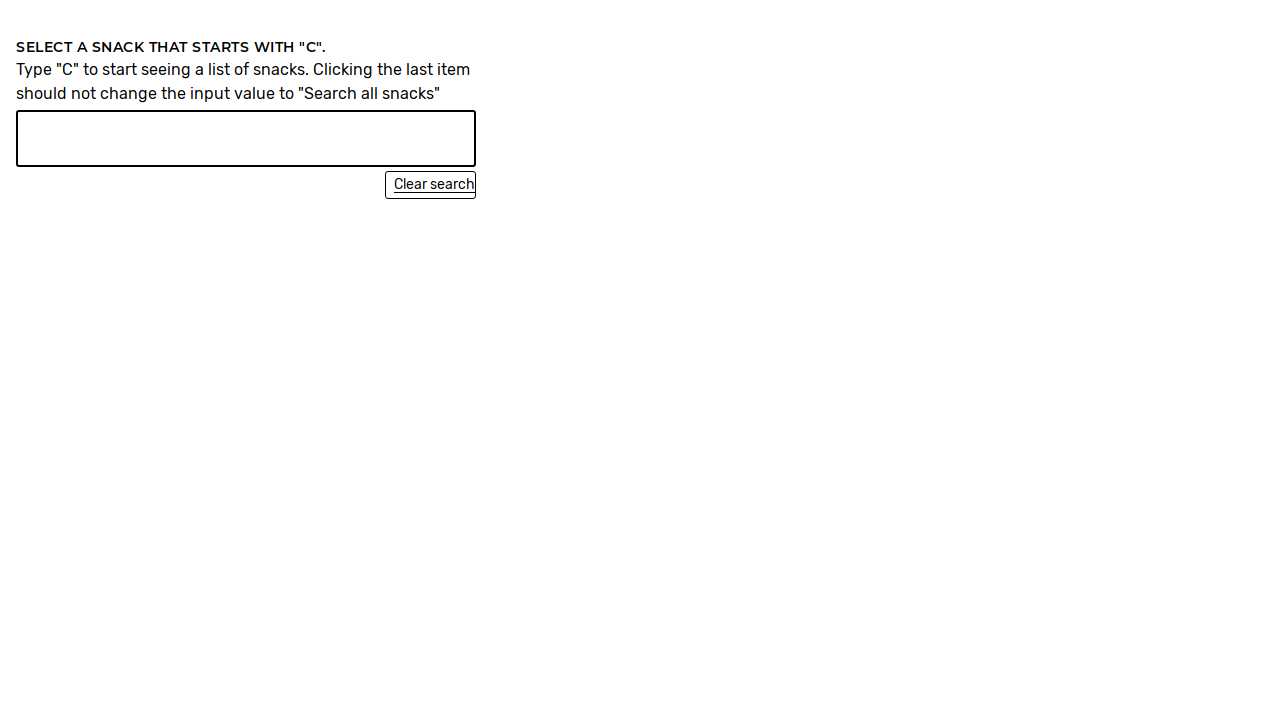 SELECT A SNACK THAT STARTS WITH "C".
Type "C" to start seeing a list of snacks. Clicking the last item
should not change the input value to "Search all snacks"
Clear search